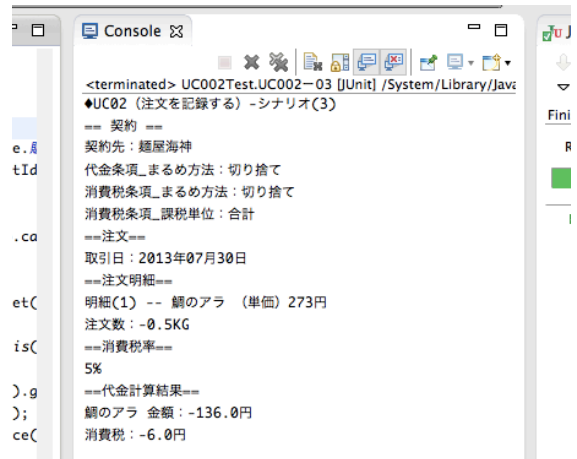 Console
<terminated> UC002Test.UC002−03 [JUnit] /System/Library/Java
◆UC02（注文を記録する）-シナリオ(3)
== 契約 ==
契約先：麺屋海神
代金条項_まるめ方法：切り捨て
消費税条項_まるめ方法：切り捨て
消費税条項_課税単位：合計
==注文==
取引日：2013年07月30日
==注文明細==
明細(1) -- 鯛のアラ （単価）273円
注文数：-0.5KG
==消費税率==
5%
==代金計算結果==
鯛のアラ 金額：-136.0円
消費税：-6.0円
e.
tId
.ca
et(
is(
).g
);
ce(
Ju J
Fini
R